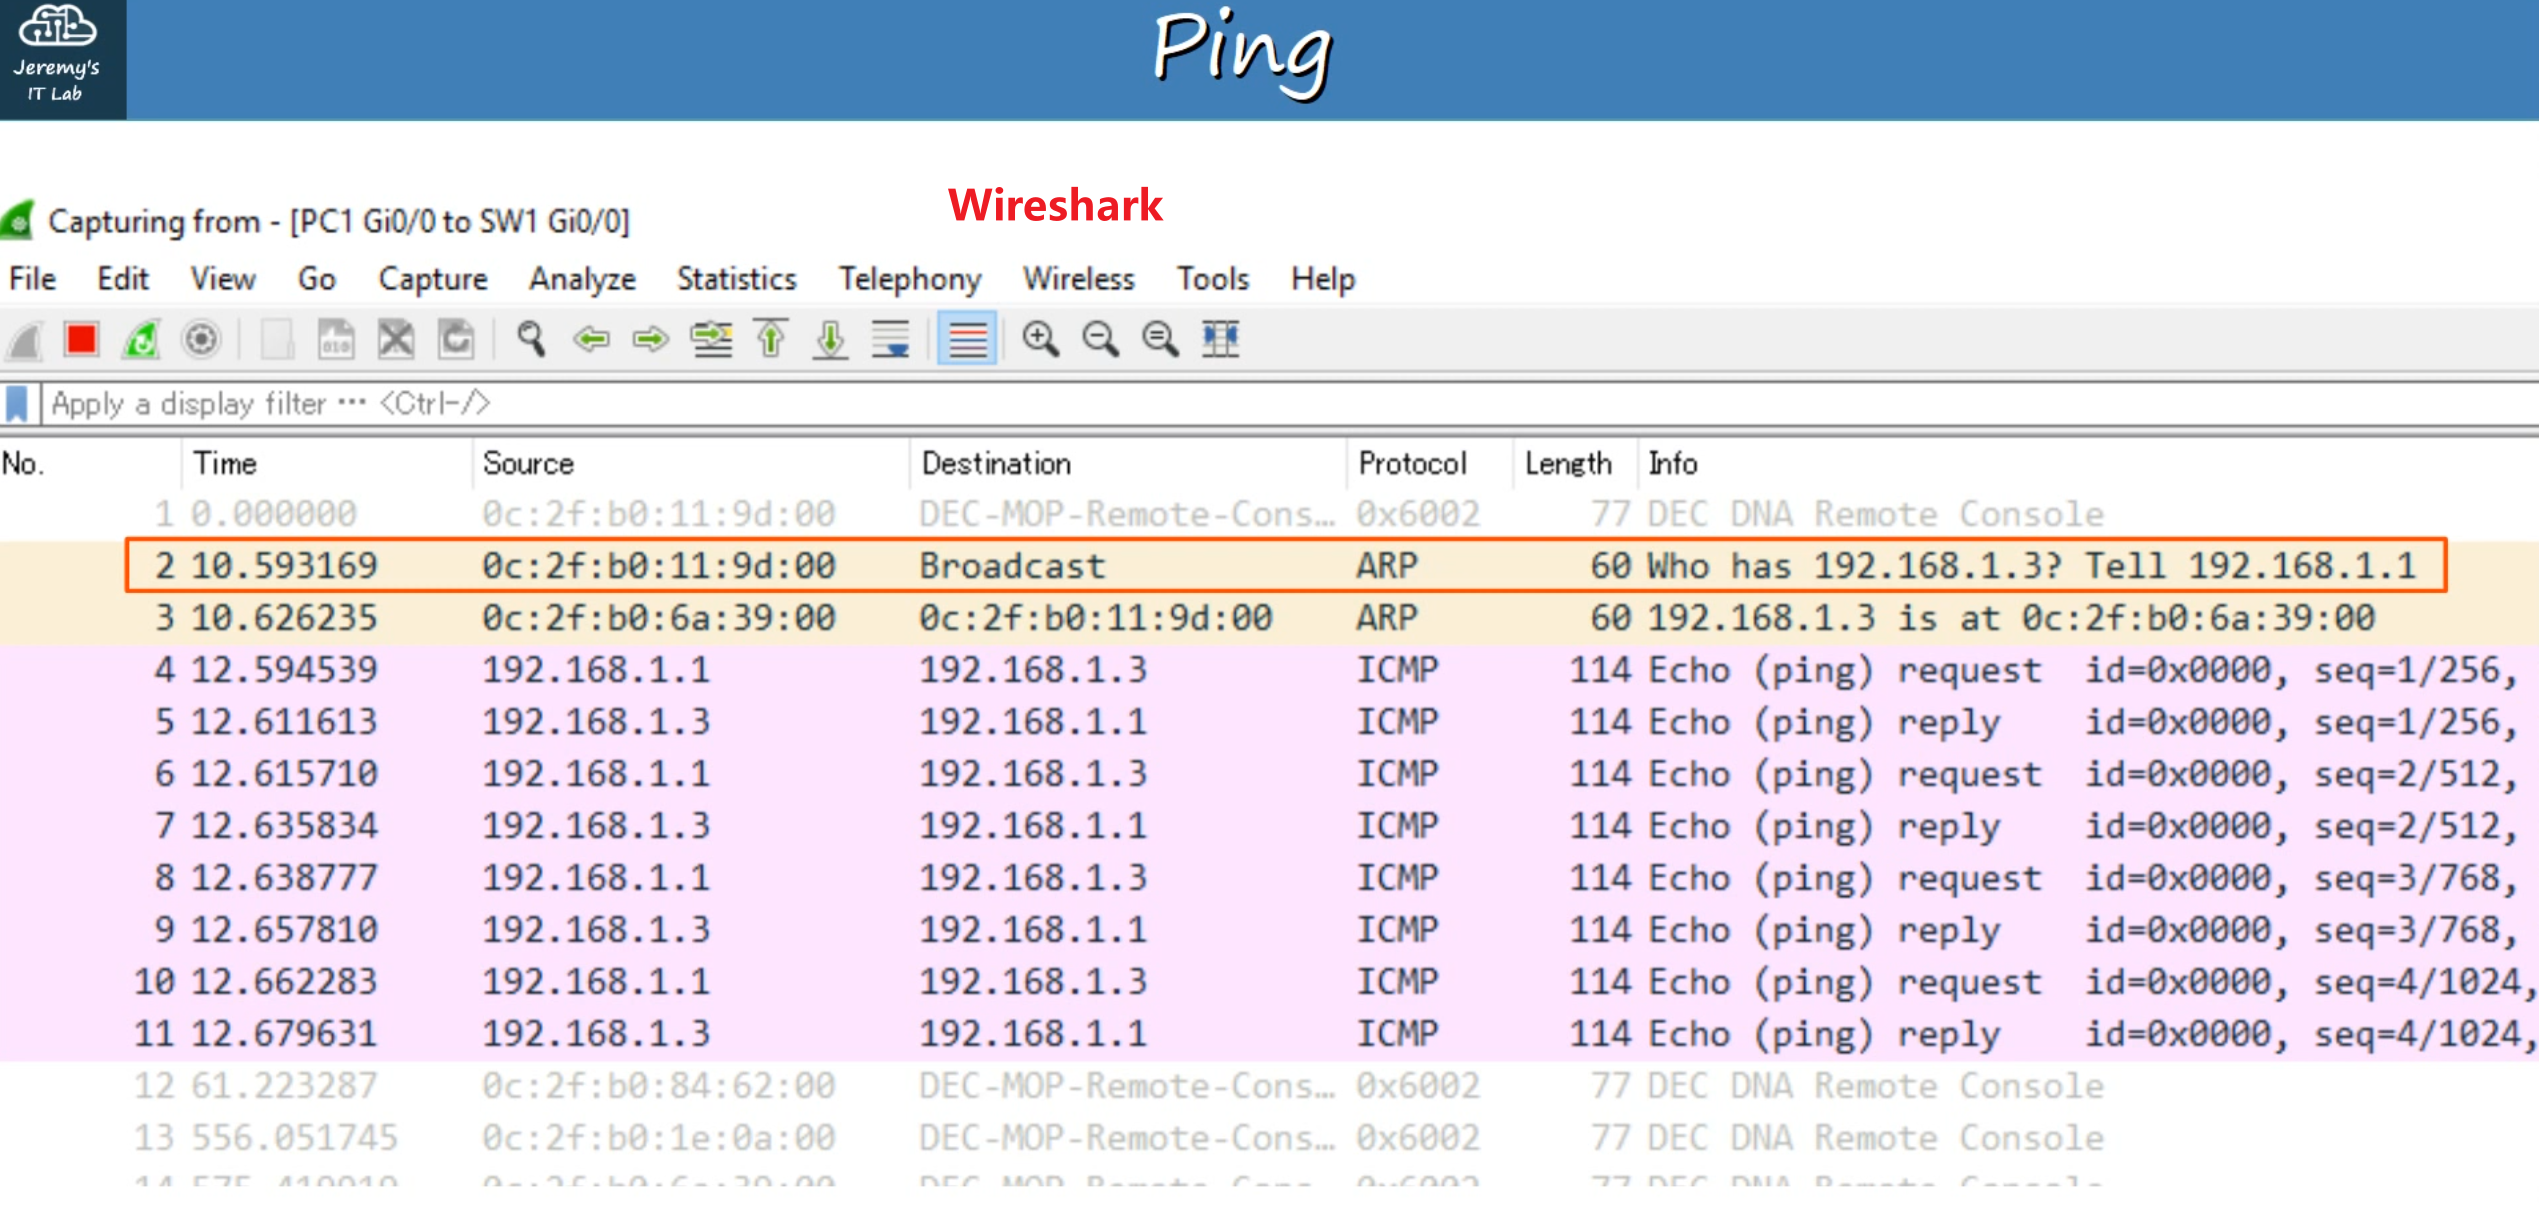 Jeremy's
IT Lab
Ping
Wireshark
Capturing from - [PC1 Gi0/0 to SW1 Gi0/0]
File Edit View Go Capture Analyze Statistics Telephony Wireless Tools Help
Apply a display filter ··· <Ctrl-/>
No. Time Source Destination Protocol Length Info
1 0.000000 0c:2f:b0:11:9d:00 DEC-MOP-Remote-Cons… 0x6002 77 DEC DNA Remote Console
2 10.593169 0c:2f:b0:11:9d:00 Broadcast ARP 60 Who has 192.168.1.3? Tell 192.168.1.1
3 10.626235 0c:2f:b0:6a:39:00 0c:2f:b0:11:9d:00 ARP 60 192.168.1.3 is at 0c:2f:b0:6a:39:00
4 12.594539 192.168.1.1 192.168.1.3 ICMP 114 Echo (ping) request id=0x0000, seq=1/256,
5 12.611613 192.168.1.3 192.168.1.1 ICMP 114 Echo (ping) reply id=0x0000, seq=1/256,
6 12.615710 192.168.1.1 192.168.1.3 ICMP 114 Echo (ping) request id=0x0000, seq=2/512,
7 12.635834 192.168.1.3 192.168.1.1 ICMP 114 Echo (ping) reply id=0x0000, seq=2/512,
8 12.638777 192.168.1.1 192.168.1.3 ICMP 114 Echo (ping) request id=0x0000, seq=3/768,
9 12.657810 192.168.1.3 192.168.1.1 ICMP 114 Echo (ping) reply id=0x0000, seq=3/768,
10 12.662283 192.168.1.1 192.168.1.3 ICMP 114 Echo (ping) request id=0x0000, seq=4/1024,
11 12.679631 192.168.1.3 192.168.1.1 ICMP 114 Echo (ping) reply id=0x0000, seq=4/1024,
12 61.223287 0c:2f:b0:84:62:00 DEC-MOP-Remote-Cons… 0x6002 77 DEC DNA Remote Console
13 556.051745 0c:2f:b0:1e:0a:00 DEC-MOP-Remote-Cons… 0x6002 77 DEC DNA Remote Console